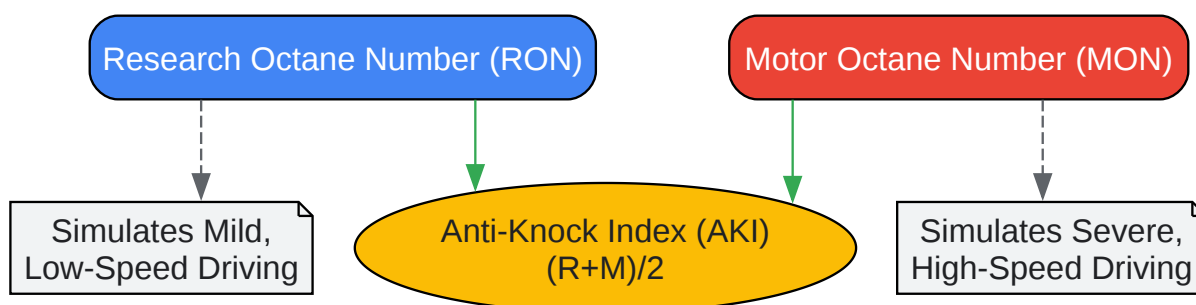 Research Octane Number (RON)
Motor Octane Number (MON)
Simulates Mild,
Low-Speed Driving
Anti-Knock Index (AKI)
(R+M)/2
Simulates Severe,
High-Speed Driving